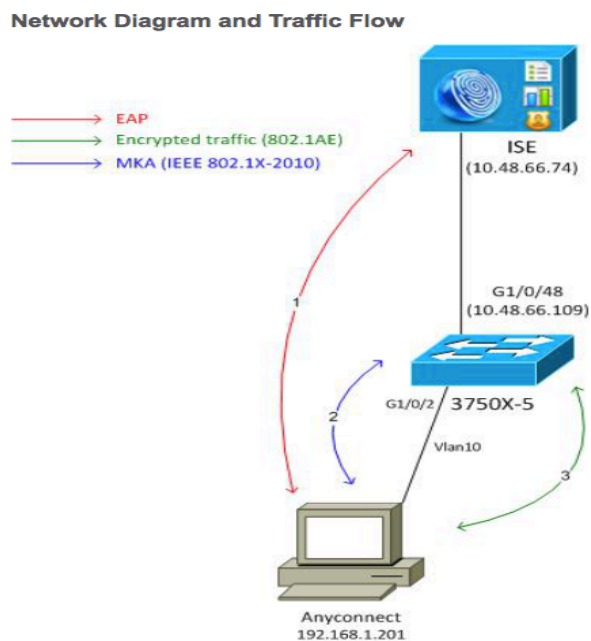 Network Diagram and Traffic Flow
EAP
Encrypted traffic (802.1AE)
MKA (IEEE 802.1X-2010)
ISE
(10.48.66.74)
1
G1/0/48
(10.48.66.109)
2
G1/0/2
3750X-5
Vlan10
3
Anyconnect
192.168.1.201